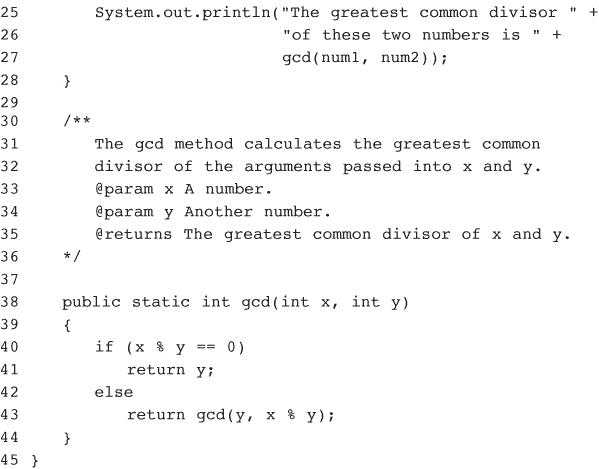 25 System.out.println("The greatest common divisor " +
26 "of these two numbers is " +
27 gcd(num1, num2));
28 }
29
30 /**
31 The gcd method calculates the greatest common
32 divisor of the arguments passed into x and y.
33 @param x A number.
34 @param y Another number.
35 @returns The greatest common divisor of x and y.
36 */
37
38 public static int gcd(int x, int y)
39 {
40 if (x % y == 0)
41 return y;
42 else
43 return gcd(y, x % y);
44 }
45 }